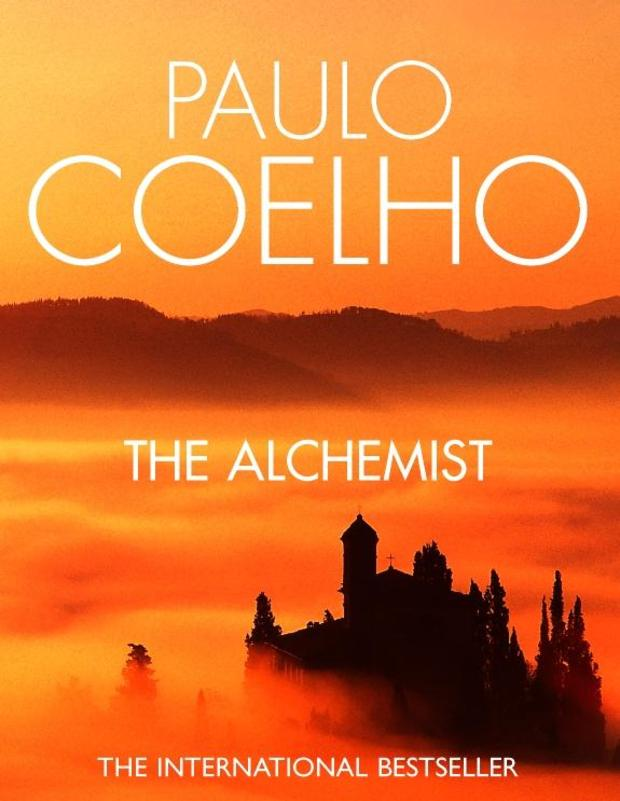 PAULO
COELHO
THE ALCHEMIST
THE INTERNATIONAL BESTSELLER